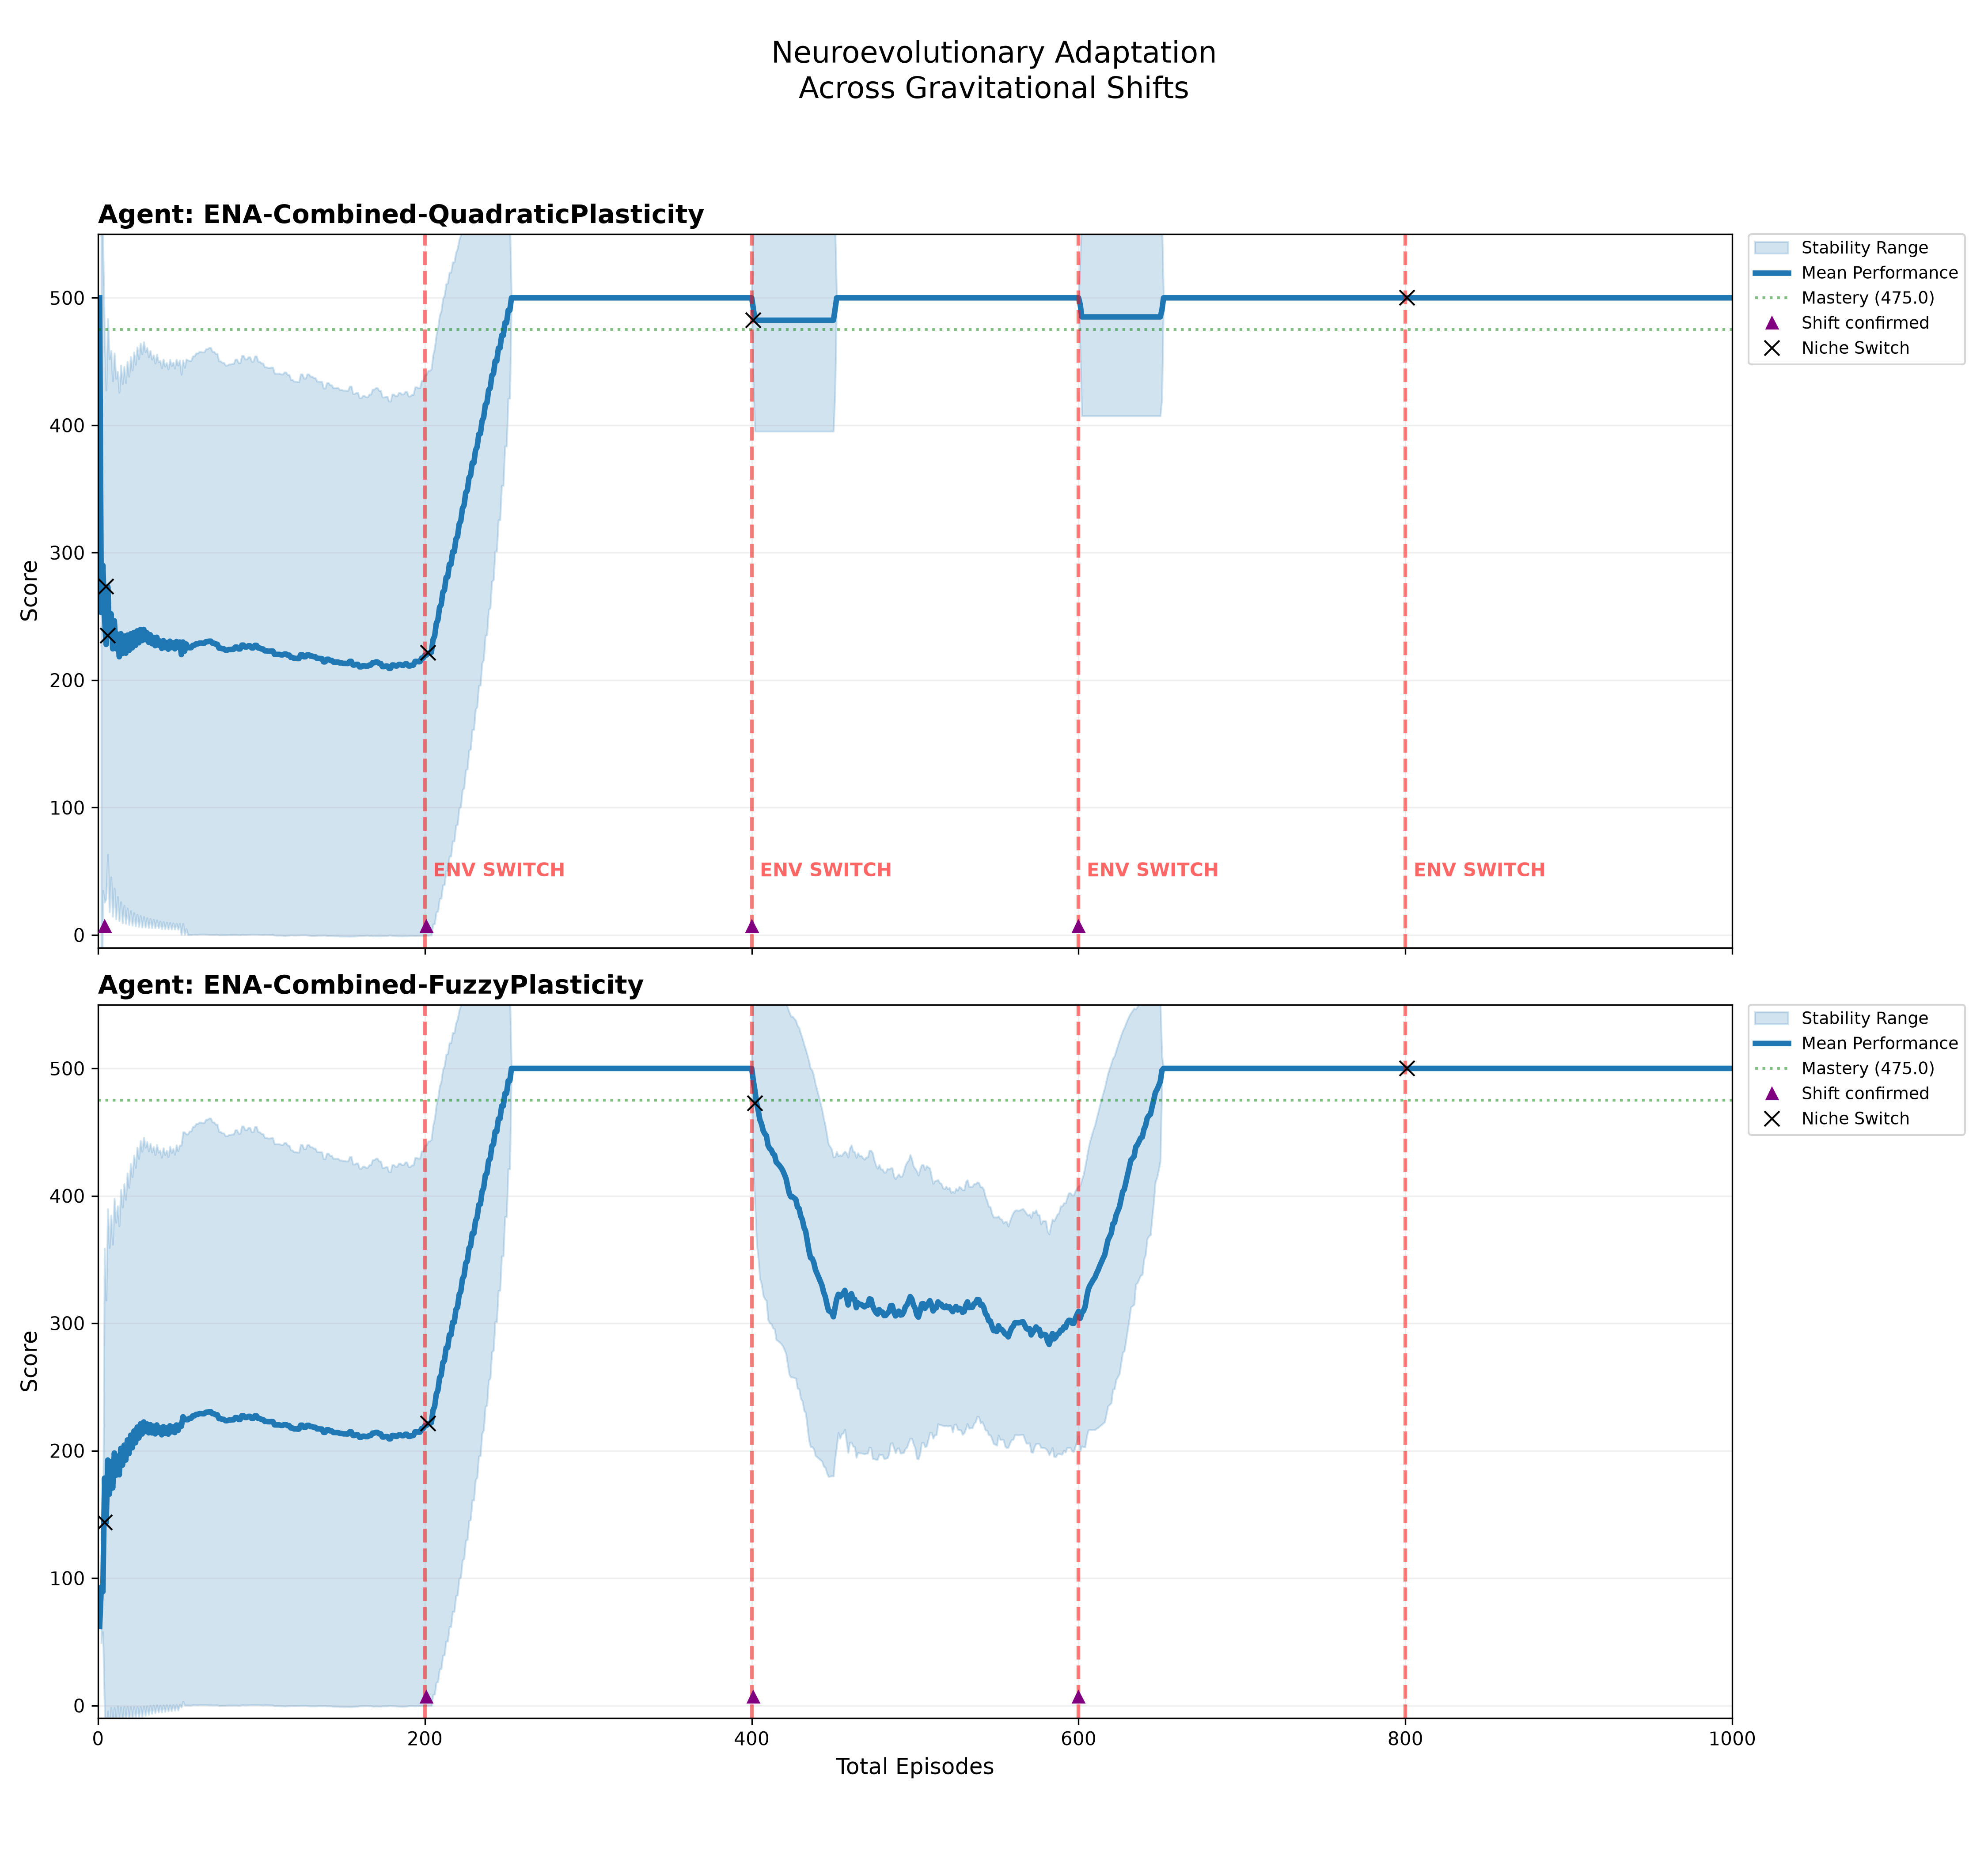 Neuroevolutionary Adaptation
Across Gravitational Shifts
Agent: ENA-Combined-QuadraticPlasticity
Stability Range
Mean Performance
Mastery (475.0)
Shift confirmed
Niche Switch
500
400
300
200
100
0
Score
ENV SWITCH
ENV SWITCH
ENV SWITCH
ENV SWITCH
Agent: ENA-Combined-FuzzyPlasticity
Stability Range
Mean Performance
Mastery (475.0)
Shift confirmed
Niche Switch
500
400
300
200
100
0
Score
0
200
400
600
800
1000
Total Episodes